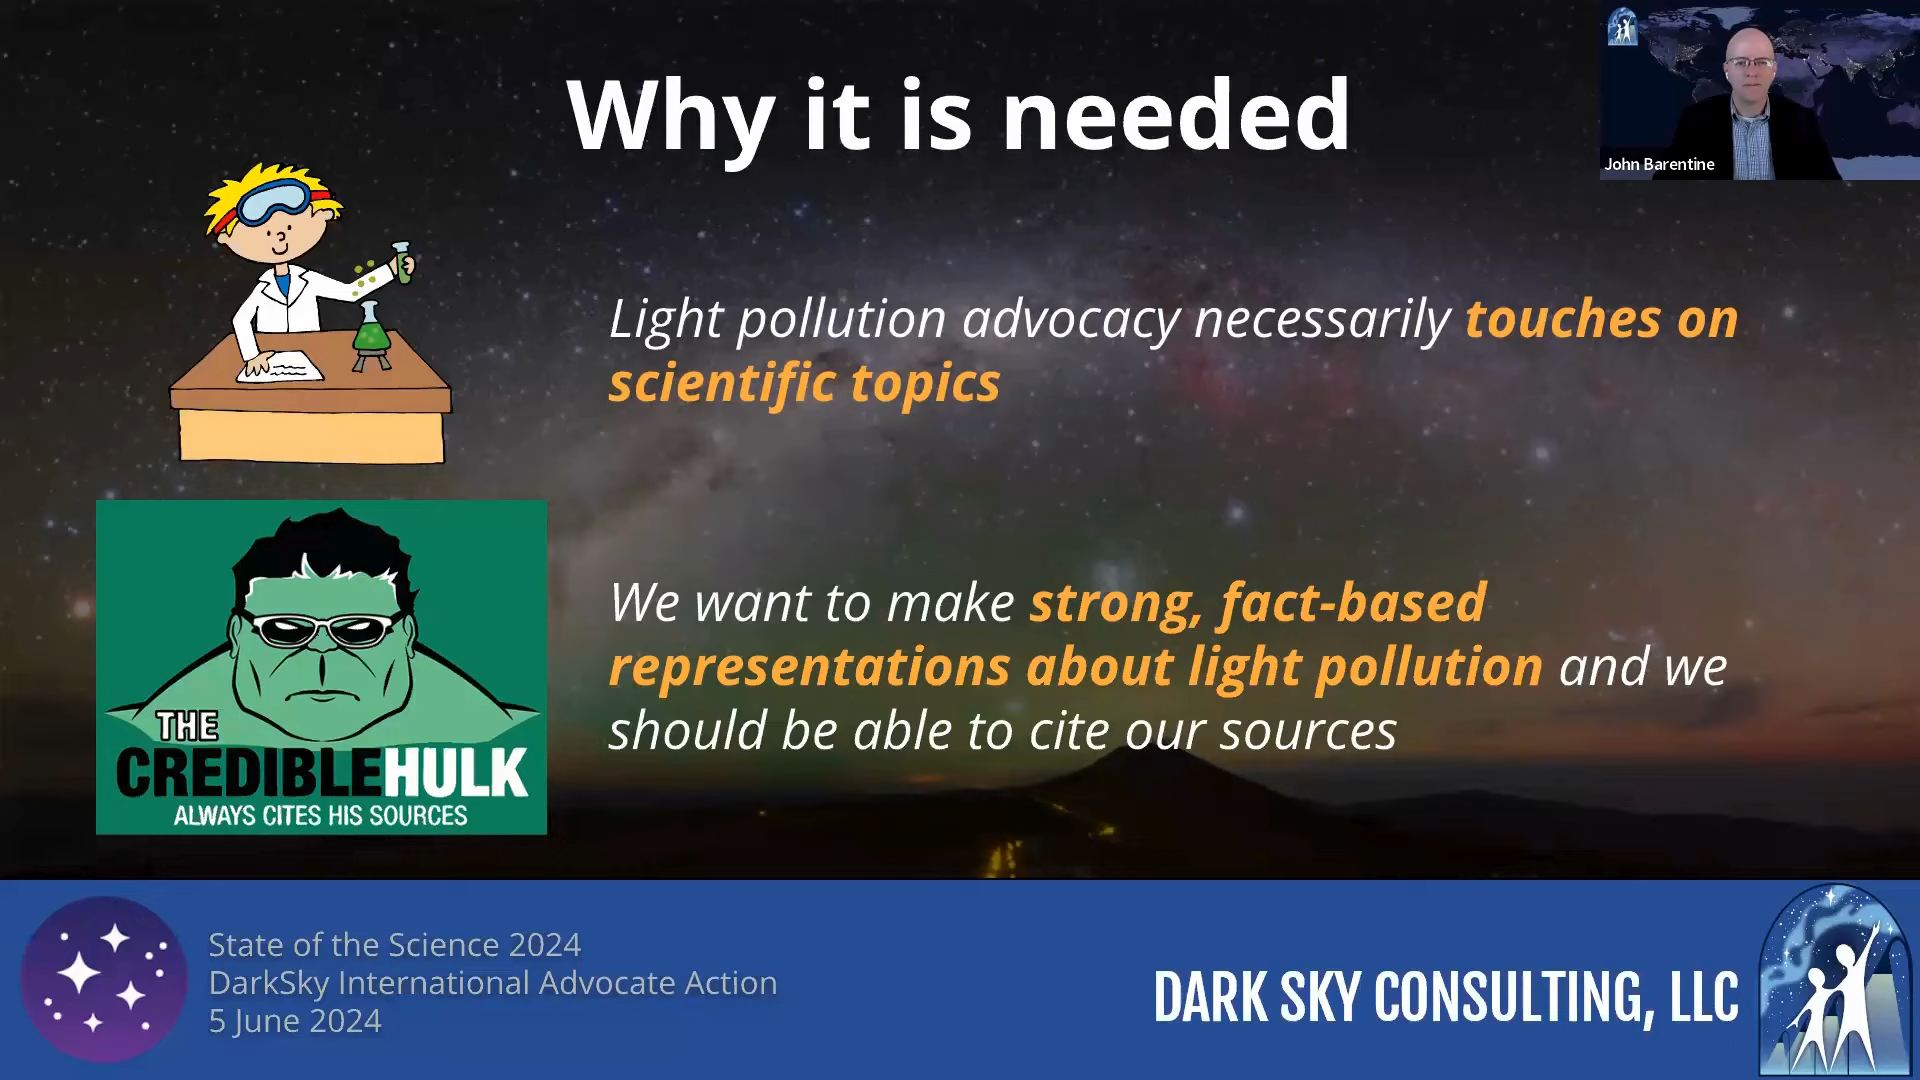 Why it is needed
John Barentine
Light pollution advocacy necessarily touches on
scientific topics
We want to make strong, fact-based
representations about light pollution and we
should be able to cite our sources
THE
CREDIBLEHULK
ALWAYS CITES HIS SOURCES
State of the Science 2024
DarkSky International Advocate Action
5 June 2024
DARK SKY CONSULTING, LLC